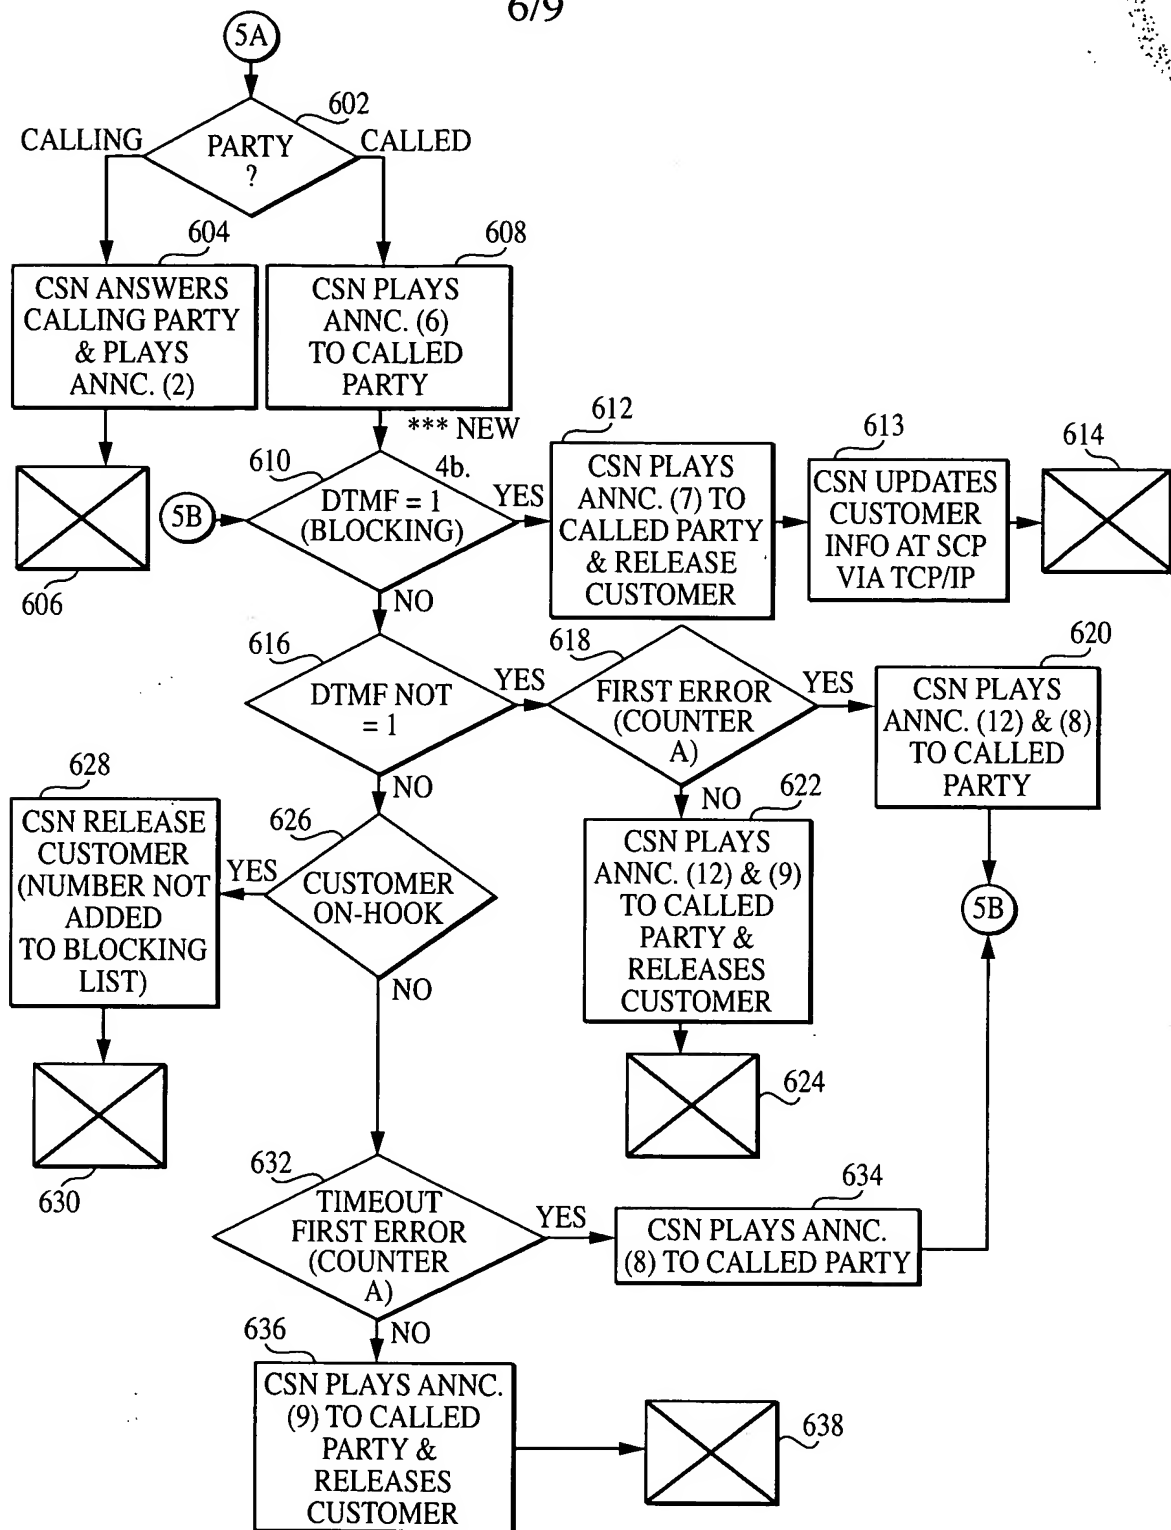 6/9
5A
602
CALLING
PARTY
?
CALLED
604
CSN ANSWERS
CALLING PARTY
& PLAYS
ANNC. (2)
608
CSN PLAYS
ANNC. (6)
TO CALLED
PARTY
*** NEW
606
5B
610
4b.
DTMF = 1
(BLOCKING)
YES
NO
612
CSN PLAYS
ANNC. (7) TO
CALLED PARTY
& RELEASE
CUSTOMER
613
CSN UPDATES
CUSTOMER
INFO AT SCP
VIA TCP/IP
614
616
DTMF NOT
= 1
YES
NO
618
FIRST ERROR
(COUNTER
A)
YES
NO
620
CSN PLAYS
ANNC. (12) & (8)
TO CALLED
PARTY
5B
622
CSN PLAYS
ANNC. (12) & (9)
TO CALLED
PARTY &
RELEASES
CUSTOMER
624
626
CUSTOMER
ON-HOOK
YES
NO
628
CSN RELEASE
CUSTOMER
(NUMBER NOT
ADDED
TO BLOCKING
LIST)
630
632
TIMEOUT
FIRST ERROR
(COUNTER
A)
YES
NO
634
CSN PLAYS ANNC.
(8) TO CALLED PARTY
636
CSN PLAYS ANNC.
(9) TO CALLED
PARTY &
RELEASES
CUSTOMER
638